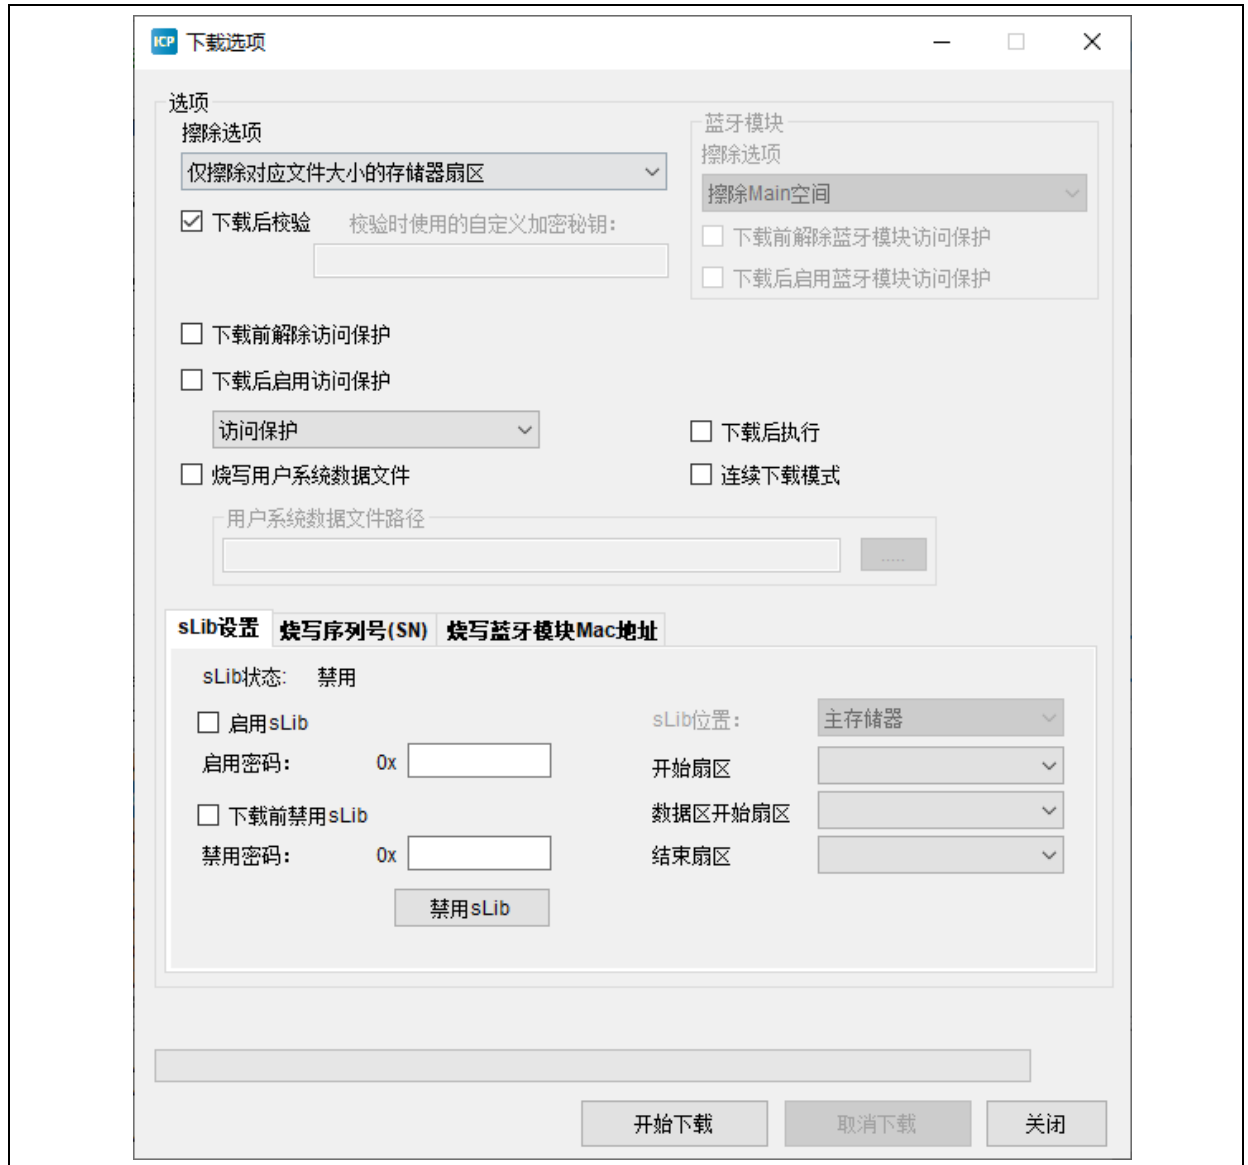 ICP 下载选项
选项
擦除选项
仅擦除对应文件大小的存储器扇区
下载后校验 校验时使用的自定义加密秘钥：
蓝牙模块
擦除选项
擦除Main空间
下载前解除蓝牙模块访问保护
下载后启用蓝牙模块访问保护
下载前解除访问保护
下载后启用访问保护
访问保护
下载后执行
烧写用户系统数据文件
连续下载模式
用户系统数据文件路径
.....
sLib设置 烧写序列号(SN) 烧写蓝牙模块Mac地址
sLib状态: 禁用
启用sLib
启用密码： 0x
下载前禁用sLib
禁用密码： 0x
禁用sLib
sLib位置： 主存储器
开始扇区
数据区开始扇区
结束扇区
开始下载 取消下载 关闭